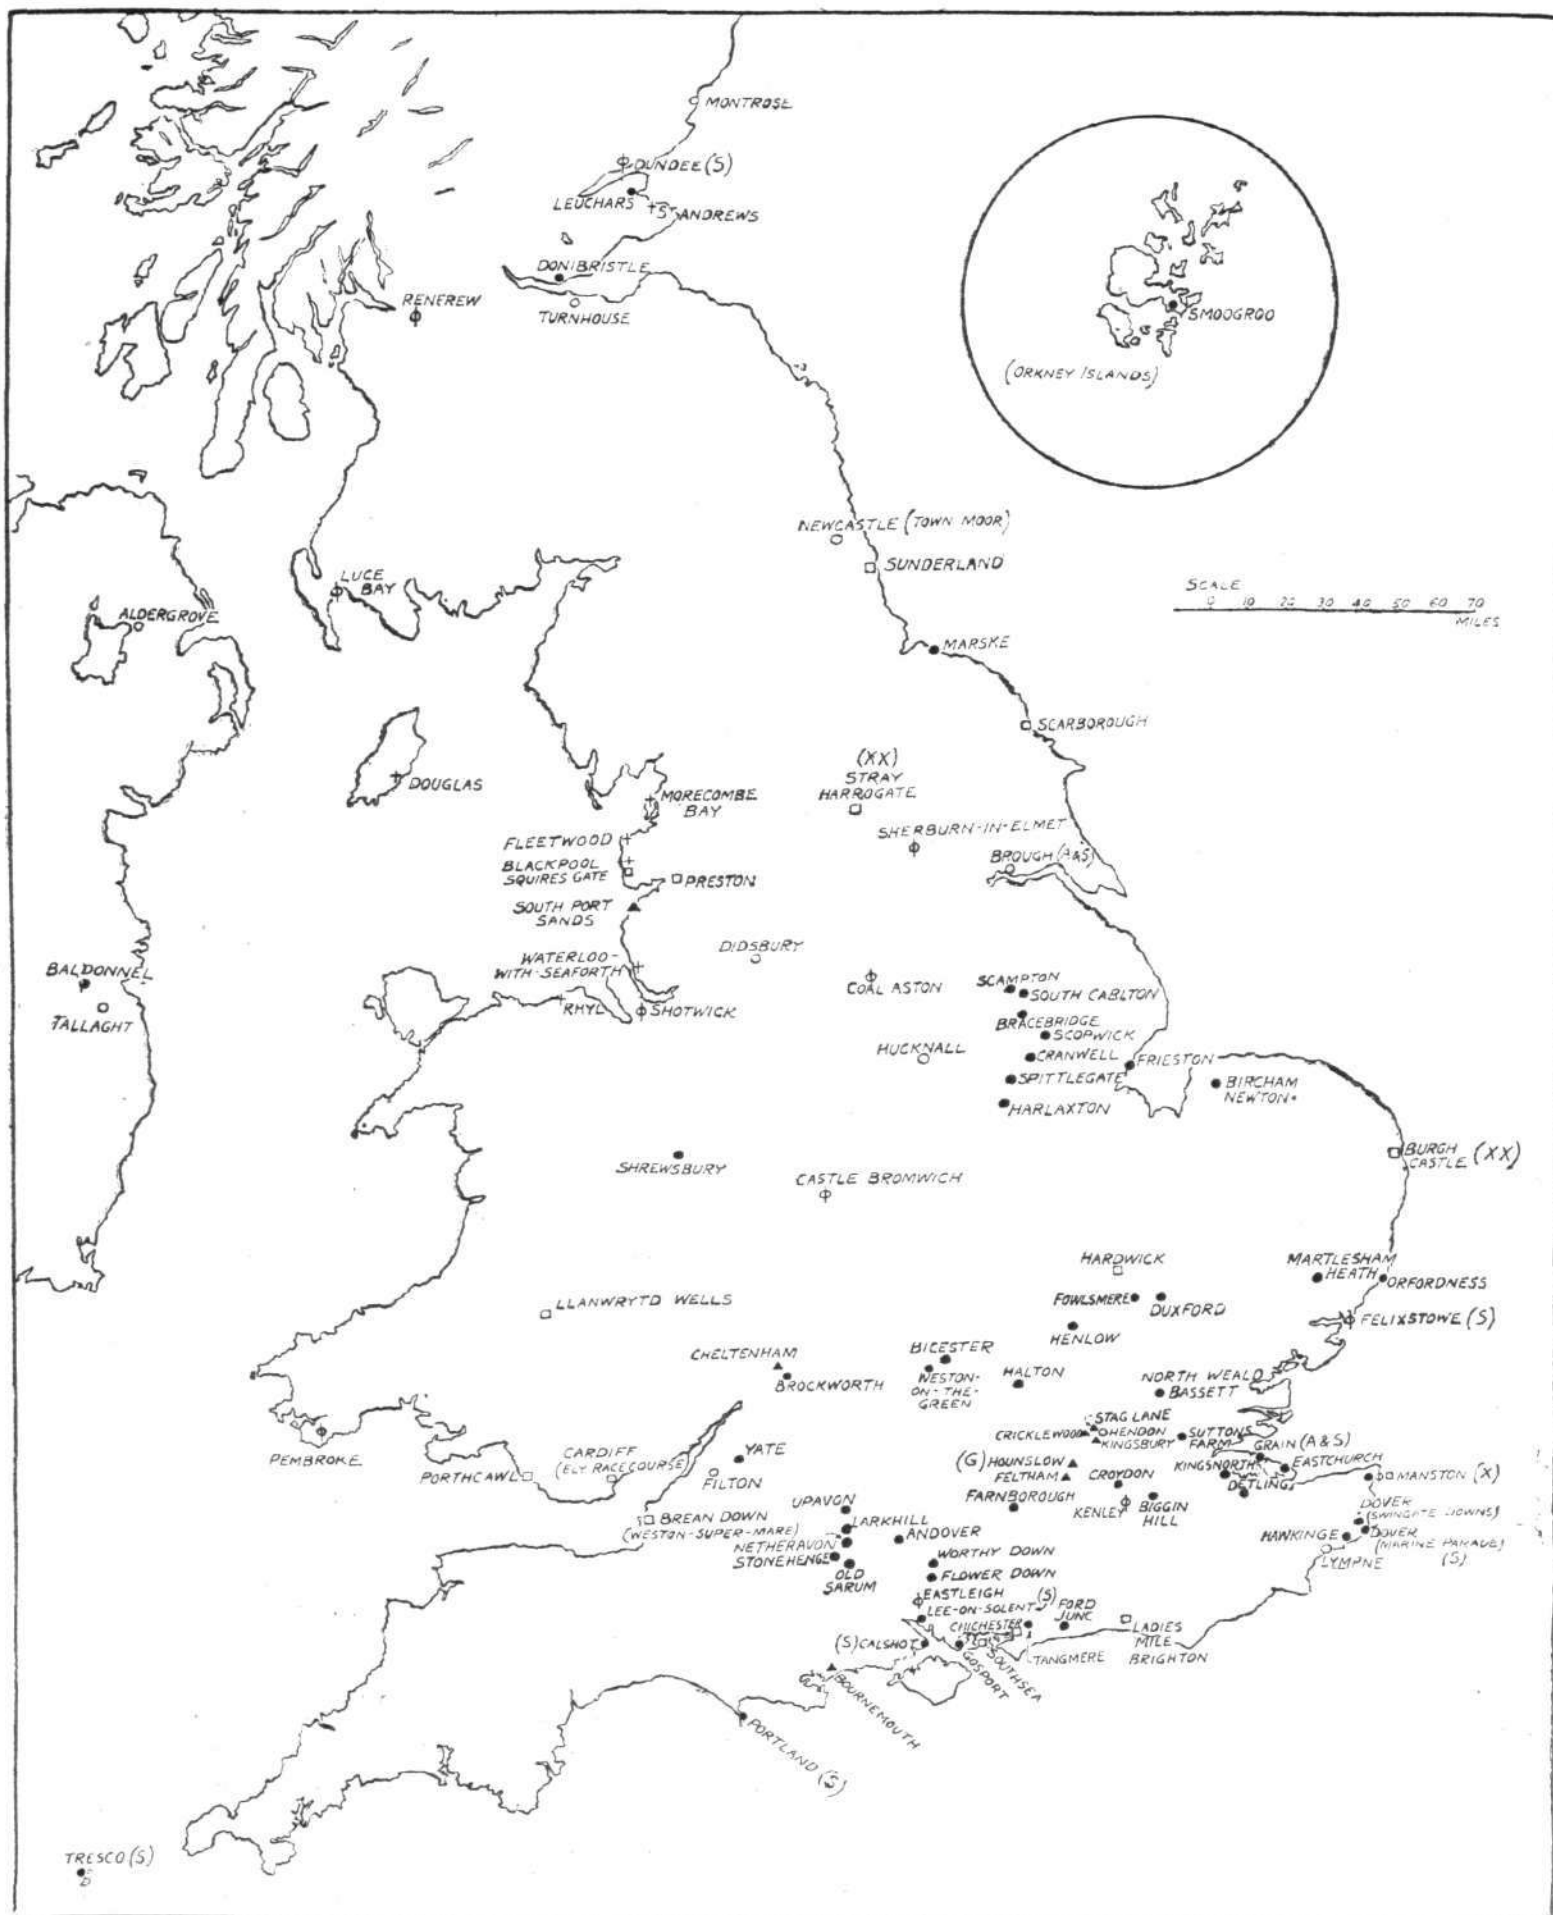 MONTROSE
DUNDEE (S)
LEUCHARS
ST ANDREWS
DONIBRISTLE
RENFREW
TURNHOUSE
SMOOGROO
(ORKNEY ISLANDS)
NEWCASTLE (TOWN MOOR)
SUNDERLAND
LUCE
BAY
SCALE
0 10 20 30 40 50 60 70
MILES
ALDERGROVE
MARSKE
SCARBOROUGH
(XX)
STRAY
HARROGATE
DOUGLAS
MORECOMBE
BAY
FLEETWOOD
SHERBURN-IN-ELMET
BLACKPOOL
SQUIRES GATE
BROUGH (A&S)
PRESTON
SOUTH PORT
SANDS
DIDSBURY
WATERLOO-
WITH-SEAFORTH
BALDONNEL
TALLAGHT
COAL ASTON
SCAMPTON
SOUTH CARLTON
RHYL
SHOTWICK
BRACEBRIDGE
SCOPWICK
HUCKNALL
CRANWELL
FRIESTON
SPITTLEGATE
BIRCHAM
NEWTON
HARLAXTON
SHREWSBURY
BURGH
CASTLE (XX)
CASTLE BROMWICH
HARDWICK
MARTLESHAM
HEATH
ORFORDNESS
LLANWRYTD WELLS
FOWLSMERE
DUXFORD
FELIXSTOWE (S)
HENLOW
CHELTENHAM
BROCKWORTH
BICESTER
WESTON-
ON-THE-
GREEN
HALTON
NORTH WEALD
BASSETT
STAG LANE
CRICKLEWOOD
HENDON
KINGSBURY
SUTTONS
FARM
GRAIN (A & S)
PEMBROKE
YATE
CARDIFF
(ELY RACECOURSE)
PORTHCAWL
FILTON
(G) HOUNSLOW
FELTHAM
CROYDON
KINGSNORTH
EASTCHURCH
MANSTON (X)
DETLING
FARNBOROUGH
KENLEY
BIGGIN
HILL
UPAVON
BREAN DOWN
(WESTON-SUPER-MARE)
LARKHILL
NETHERAVON
STONEHENGE
ANDOVER
DOVER
(SWINGATE DOWNS)
HAWKINGE
DOVER
(MARINE PARADE)
(S)
LYMPNE
OLD
SARUM
WORTHY DOWN
FLOWER DOWN
EASTLEIGH
LEE-ON-SOLENT (S)
FORD
JUNC
CHICHESTER
LADIES
MILE
BRIGHTON
(S) CALSHOT
GOSPORT
SOUTHSEA
TANGMERE
BOURNEMOUTH
PORTLAND (S)
TRESCO (S)